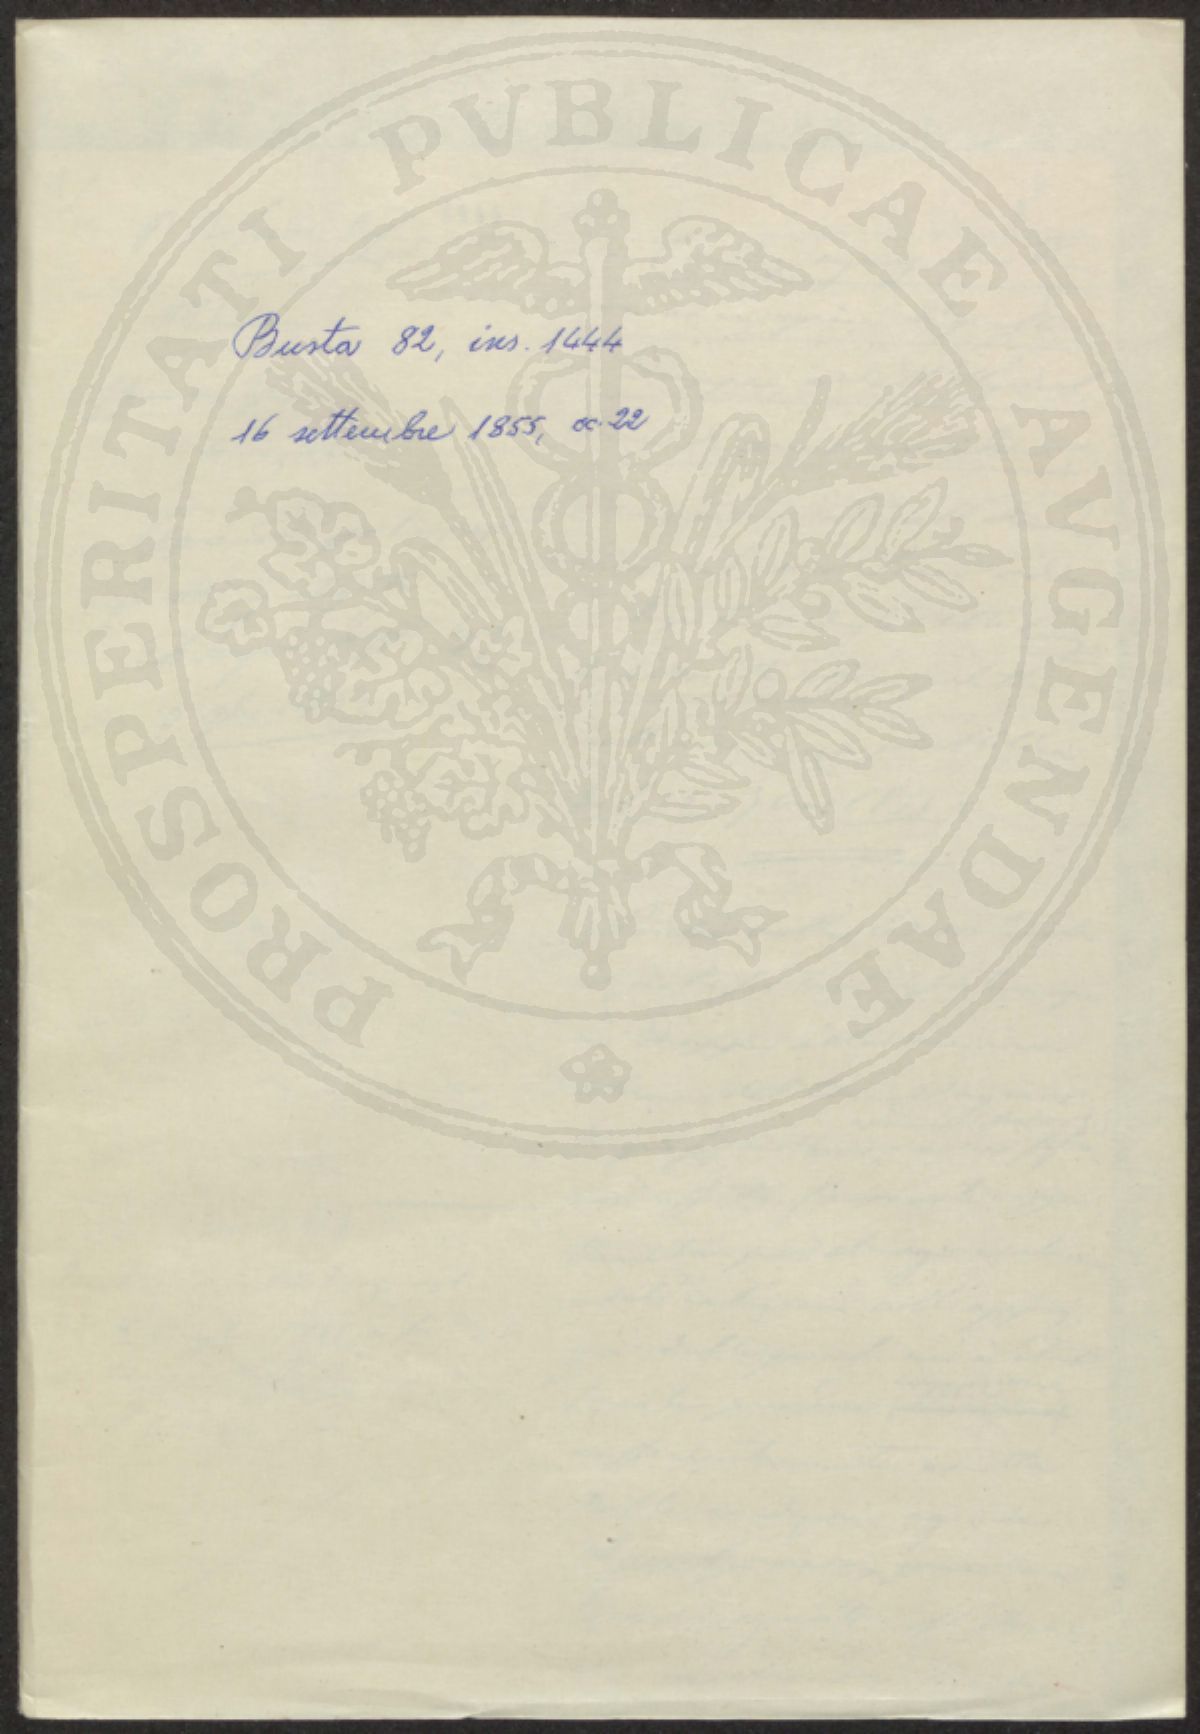 PROSPERITATI PVBLICAE AVGENDAE
Busta 82, ins. 1444
16 settembre 1855, cc. 22